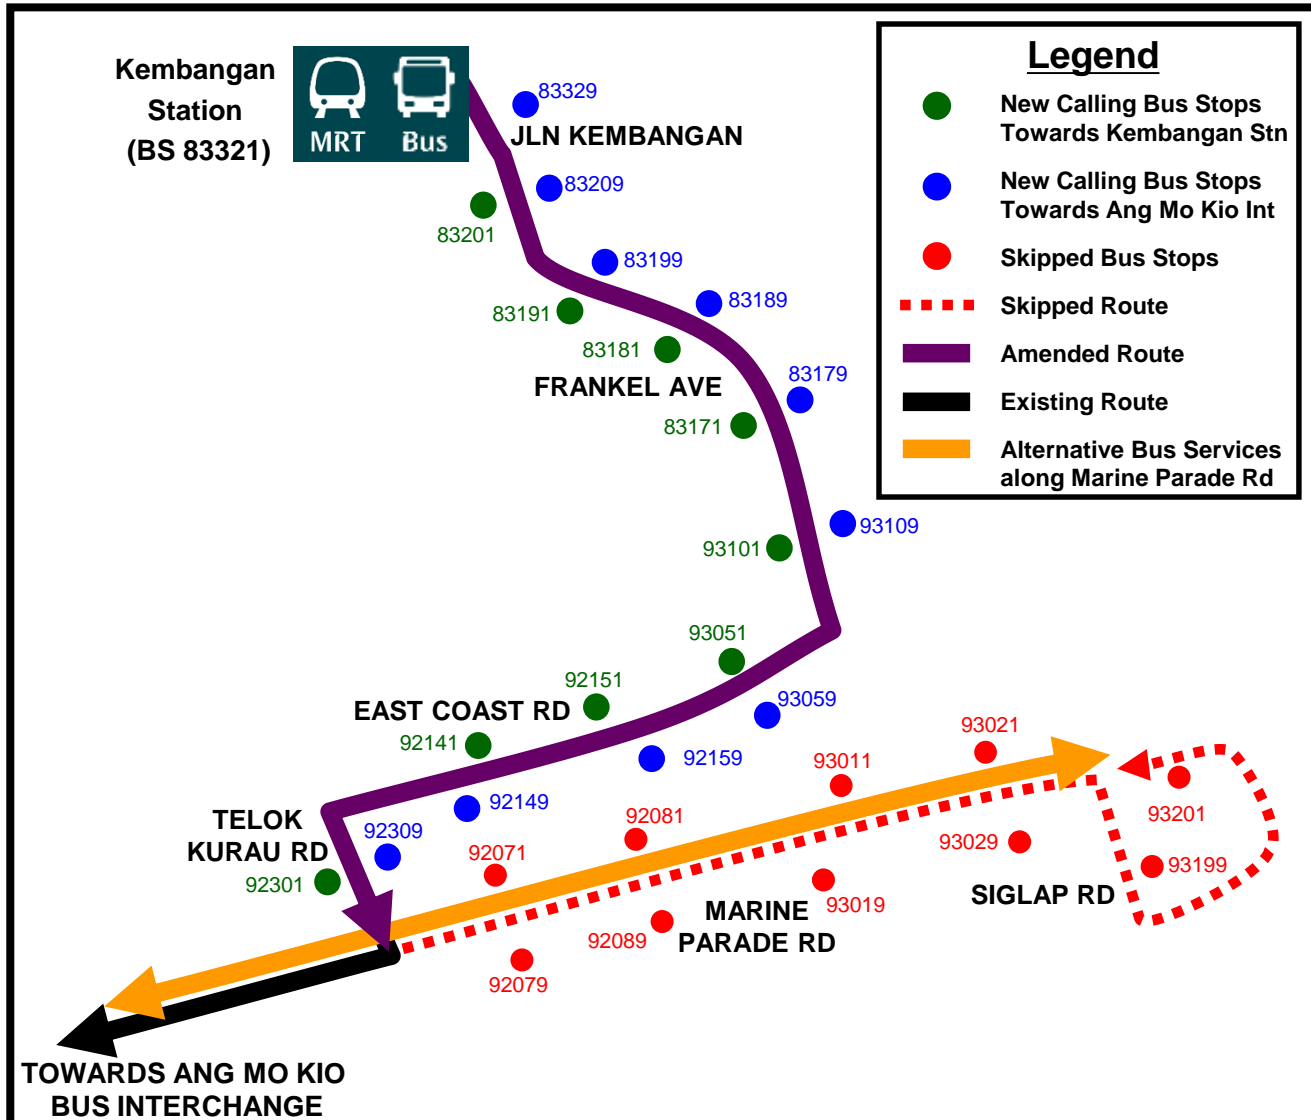 Kembangan
Station
(BS 83321)
MRT
Bus
83329
JLN KEMBANGAN
83209
83201
83199
83189
83191
83181
FRANKEL AVE
83179
83171
93109
93101
93051
92151
93059
EAST COAST RD
92141
92159
92149
TELOK
KURAU RD
92309
92301
92071
92081
93011
93021
93201
93029
93199
93019
SIGLAP RD
MARINE
PARADE RD
92089
92079
TOWARDS ANG MO KIO
BUS INTERCHANGE
Legend
New Calling Bus Stops
Towards Kembangan Stn
New Calling Bus Stops
Towards Ang Mo Kio Int
Skipped Bus Stops
Skipped Route
Amended Route
Existing Route
Alternative Bus Services
along Marine Parade Rd